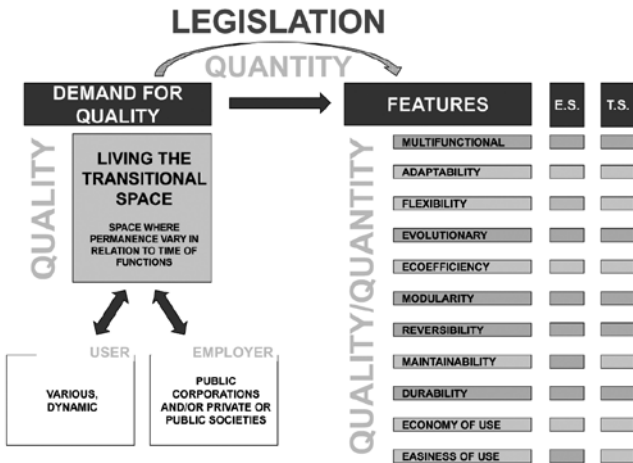 LEGISLATION
QUANTITY
DEMAND FOR
QUALITY
FEATURES
E.S.
T.S.
QUALITY
LIVING THE
TRANSITIONAL
SPACE
SPACE WHERE
PERMANENCE VARY IN
RELATION TO TIME OF
FUNCTIONS
USER
VARIOUS,
DYNAMIC
EMPLOYER
PUBLIC
CORPORATIONS
AND/OR PRIVATE OR
PUBLIC SOCIETIES
QUALITY/QUANTITY
MULTIFUNCTIONAL
ADAPTABILITY
FLEXIBILITY
EVOLUTIONARY
ECOEFFICIENCY
MODULARITY
REVERSIBILITY
MAINTAINABILITY
DURABILITY
ECONOMY OF USE
EASINESS OF USE